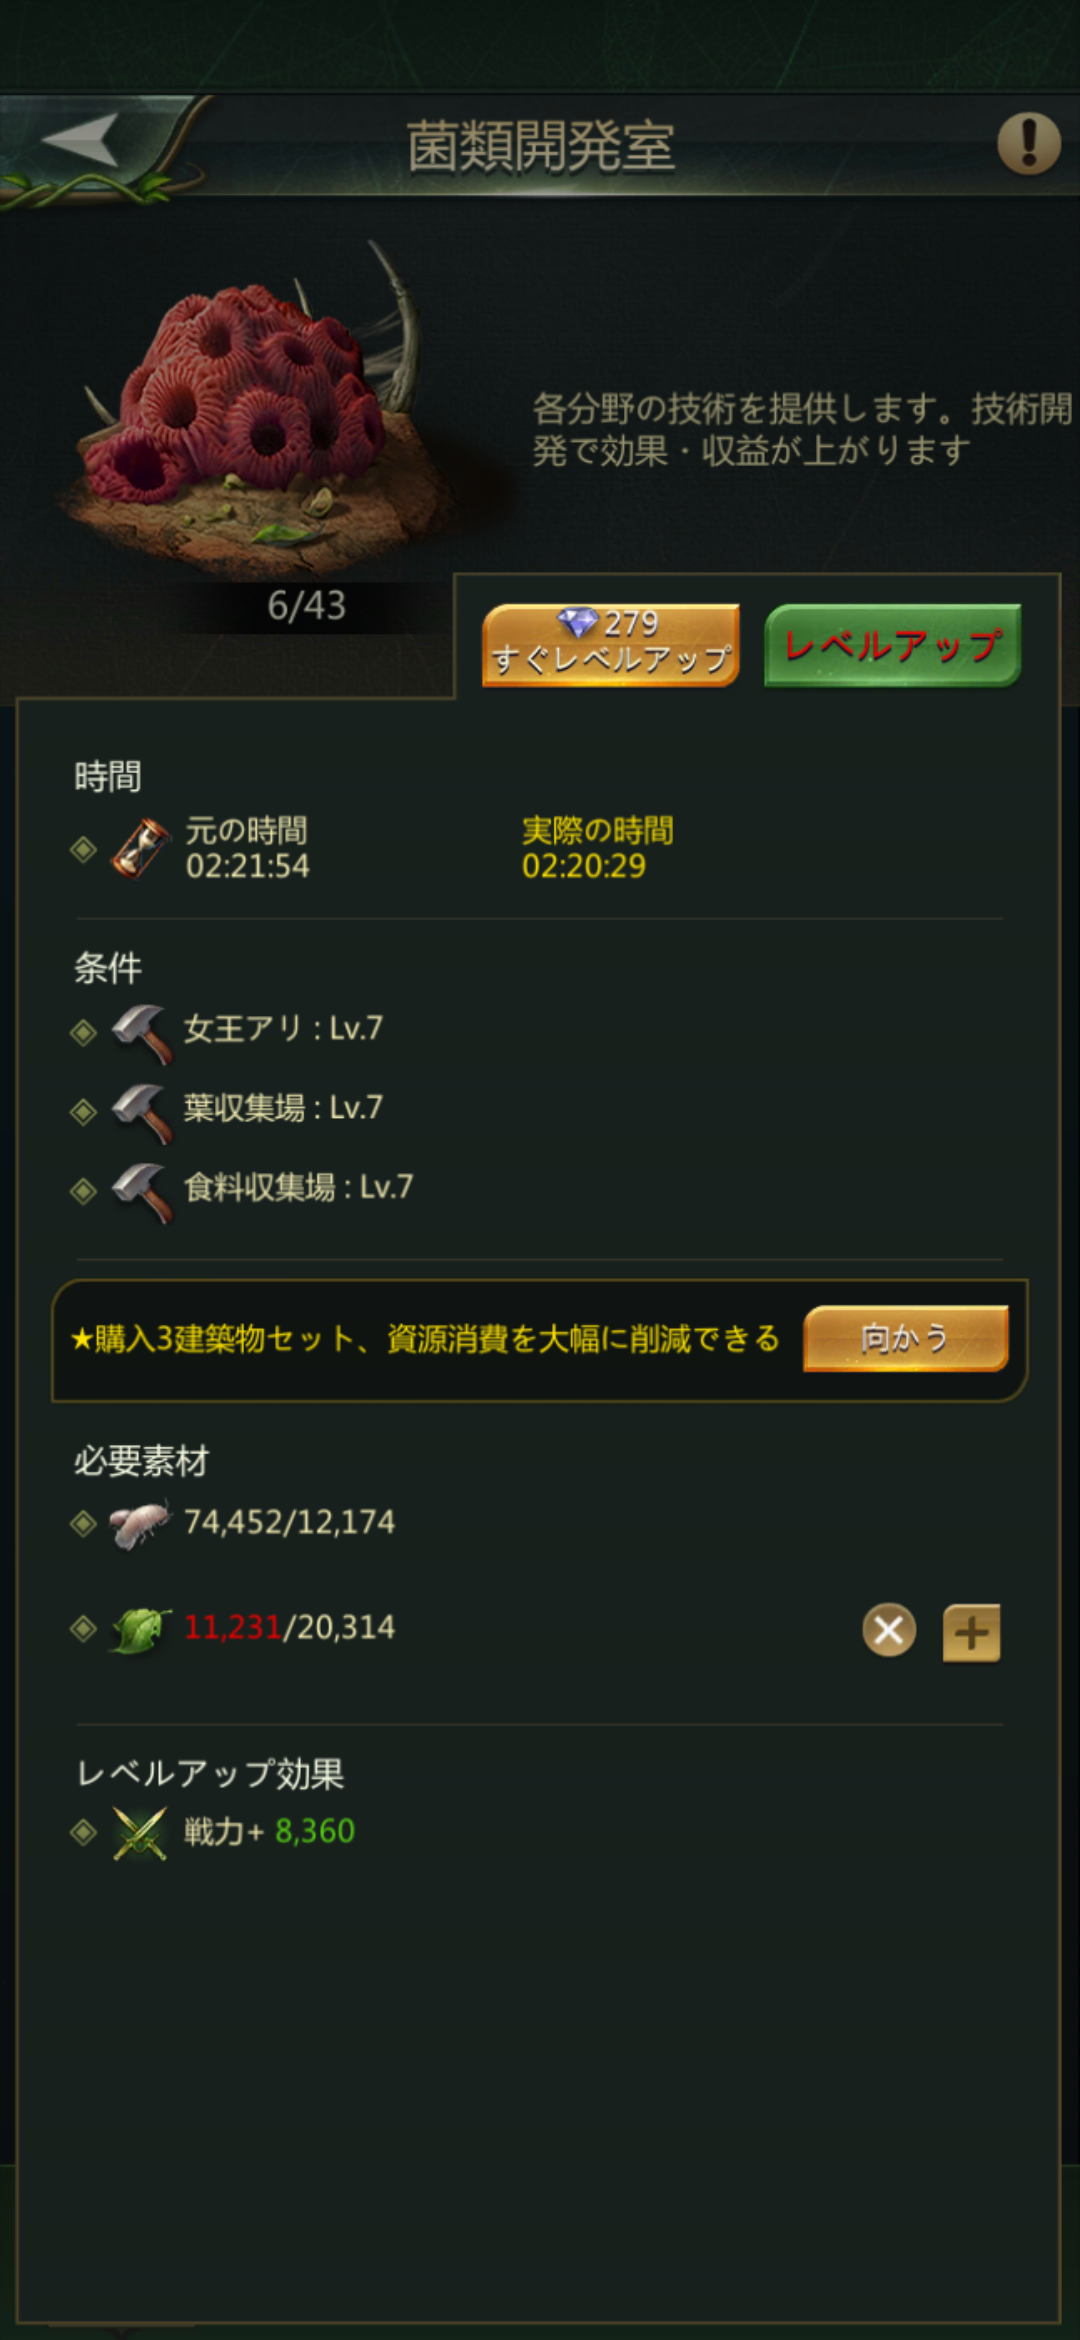 菌類開発室
各分野の技術を提供します。技術開
発で効果・収益が上がります
6/43
279
すぐレベルアップ
レベルアップ
時間
元の時間
02:21:54
実際の時間
02:20:29
条件
女王アリ : Lv.7
葉収集場 : Lv.7
食料収集場 : Lv.7
★購入3建築物セット、資源消費を大幅に削減できる
向かう
必要素材
74,452/12,174
11,231/20,314
レベルアップ効果
戦力+ 8,360